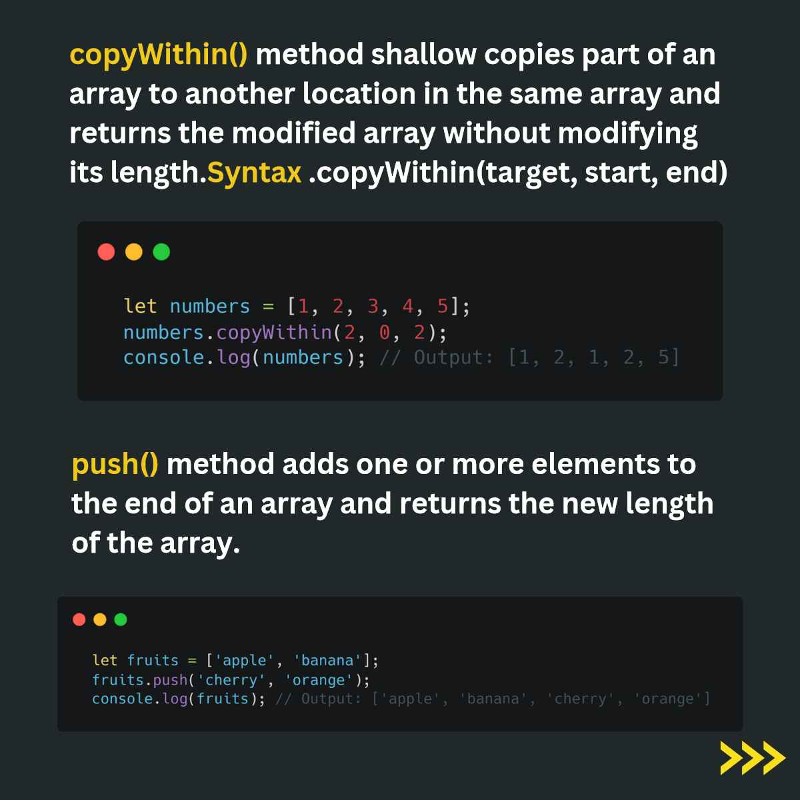 copyWithin() method shallow copies part of an
array to another location in the same array and
returns the modified array without modifying
its length.Syntax .copyWithin(target, start, end)
let numbers = [1, 2, 3, 4, 5];
numbers.copyWithin(2, 0, 2);
console.log(numbers); // Output: [1, 2, 1, 2, 5]
push() method adds one or more elements to
the end of an array and returns the new length
of the array.
let fruits = ['apple', 'banana'];
fruits.push('cherry', 'orange');
console.log(fruits); // Output: ['apple', 'banana', 'cherry', 'orange']